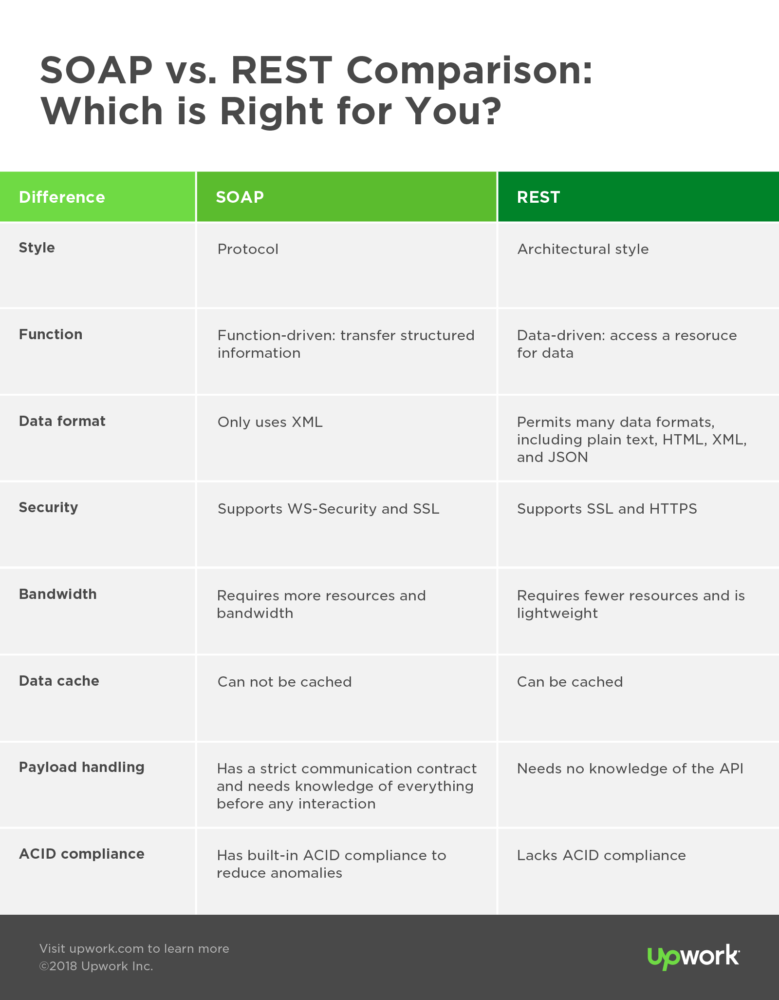 SOAP vs. REST Comparison:
Which is Right for You?
Difference
SOAP
REST
Style
Protocol
Architectural style
Function
Function-driven: transfer structured
information
Data-driven: access a resoruce
for data
Data format
Only uses XML
Permits many data formats,
including plain text, HTML, XML,
and JSON
Security
Supports WS-Security and SSL
Supports SSL and HTTPS
Bandwidth
Requires more resources and
bandwidth
Requires fewer resources and is
lightweight
Data cache
Can not be cached
Can be cached
Payload handling
Has a strict communication contract
and needs knowledge of everything
before any interaction
Needs no knowledge of the API
ACID compliance
Has built-in ACID compliance to
reduce anomalies
Lacks ACID compliance
Visit upwork.com to learn more
©2018 Upwork Inc.
upwork